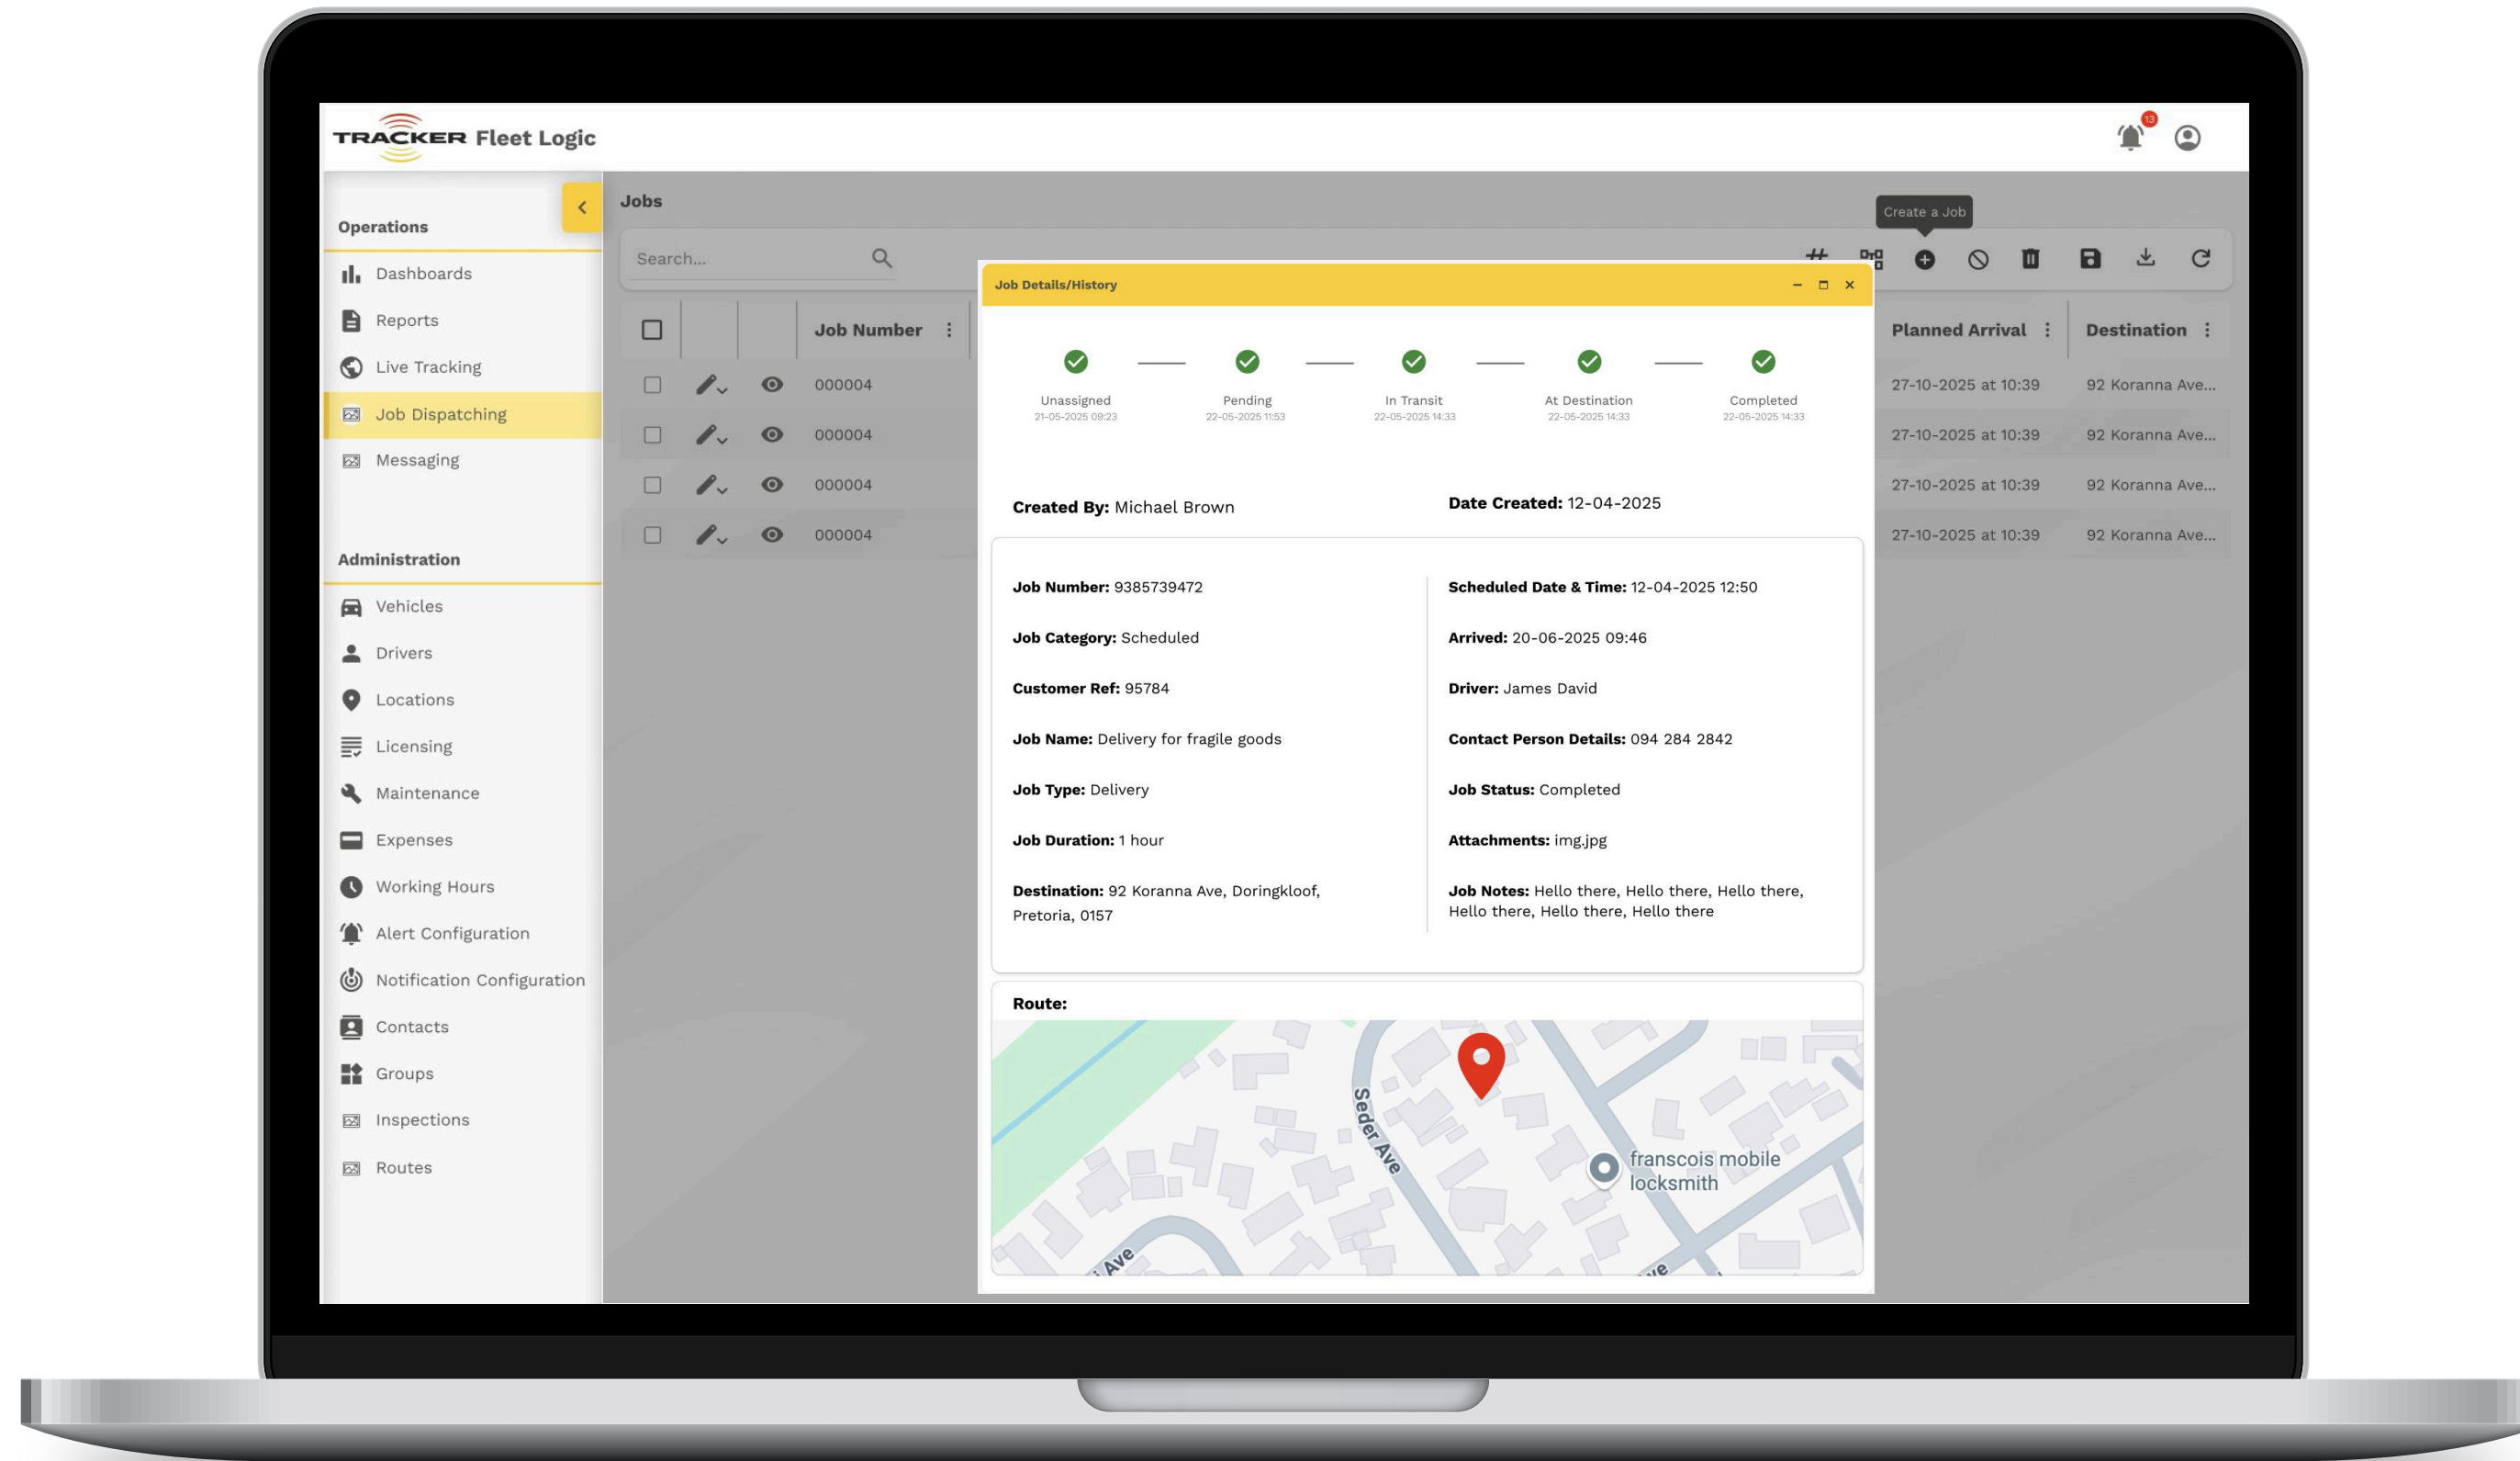 TRACKER Fleet Logic
13
Operations
Dashboards
Reports
Live Tracking
Job Dispatching
Messaging
Administration
Vehicles
Drivers
Locations
Licensing
Maintenance
Expenses
Working Hours
Alert Configuration
Notification Configuration
Contacts
Groups
Inspections
Routes
Jobs
Create a Job
Search...
Job Number
Planned Arrival
Destination
000004
27-10-2025 at 10:39
92 Koranna Ave...
000004
27-10-2025 at 10:39
92 Koranna Ave...
000004
27-10-2025 at 10:39
92 Koranna Ave...
000004
27-10-2025 at 10:39
92 Koranna Ave...
Job Details/History
Unassigned
21-05-2025 09:23
Pending
22-05-2025 11:53
In Transit
22-05-2025 14:33
At Destination
22-05-2025 14:33
Completed
22-05-2025 14:33
Created By: Michael Brown
Date Created: 12-04-2025
Job Number: 9385739472
Job Category: Scheduled
Customer Ref: 95784
Job Name: Delivery for fragile goods
Job Type: Delivery
Job Duration: 1 hour
Destination: 92 Koranna Ave, Doringkloof,
Pretoria, 0157
Scheduled Date & Time: 12-04-2025 12:50
Arrived: 20-06-2025 09:46
Driver: James David
Contact Person Details: 094 284 2842
Job Status: Completed
Attachments: img.jpg
Job Notes: Hello there, Hello there, Hello there,
Hello there, Hello there, Hello there
Route:
Seder Ave
franscois mobile
locksmith
Ave